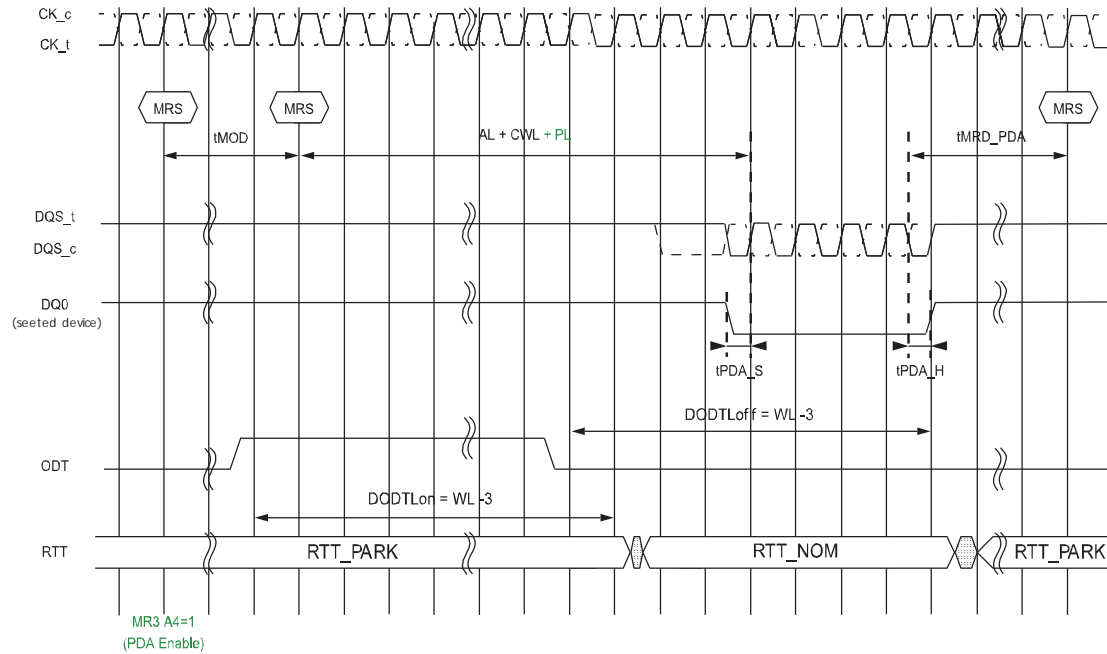 CK_c
CK_t
MRS
MRS
MRS
tMOD
AL + CWL + PL
tMRD_PDA
DQS_t
DQS_c
DQ0
(seeted device)
tPDA_S
tPDA_H
DODTLoff = WL -3
ODT
DODTLon = WL -3
RTT
RTT_PARK
RTT_NOM
RTT_PARK
MR3 A4=1
(PDA Enable)